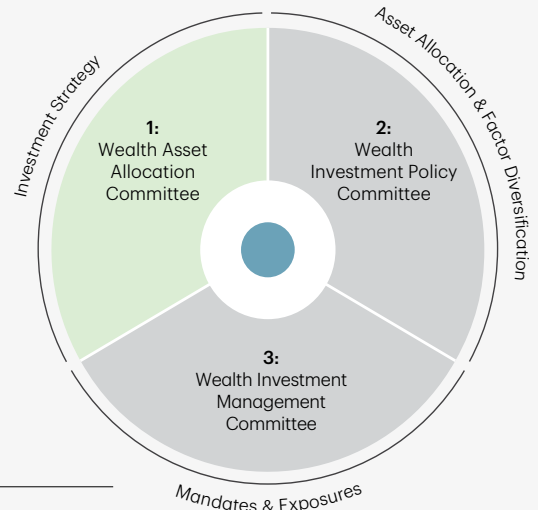 Investment Strategy
Asset Allocation & Factor Diversification
1:
Wealth Asset
Allocation
Committee
2:
Wealth
Investment Policy
Committee
3:
Wealth Investment
Management
Committee
Mandates & Exposures